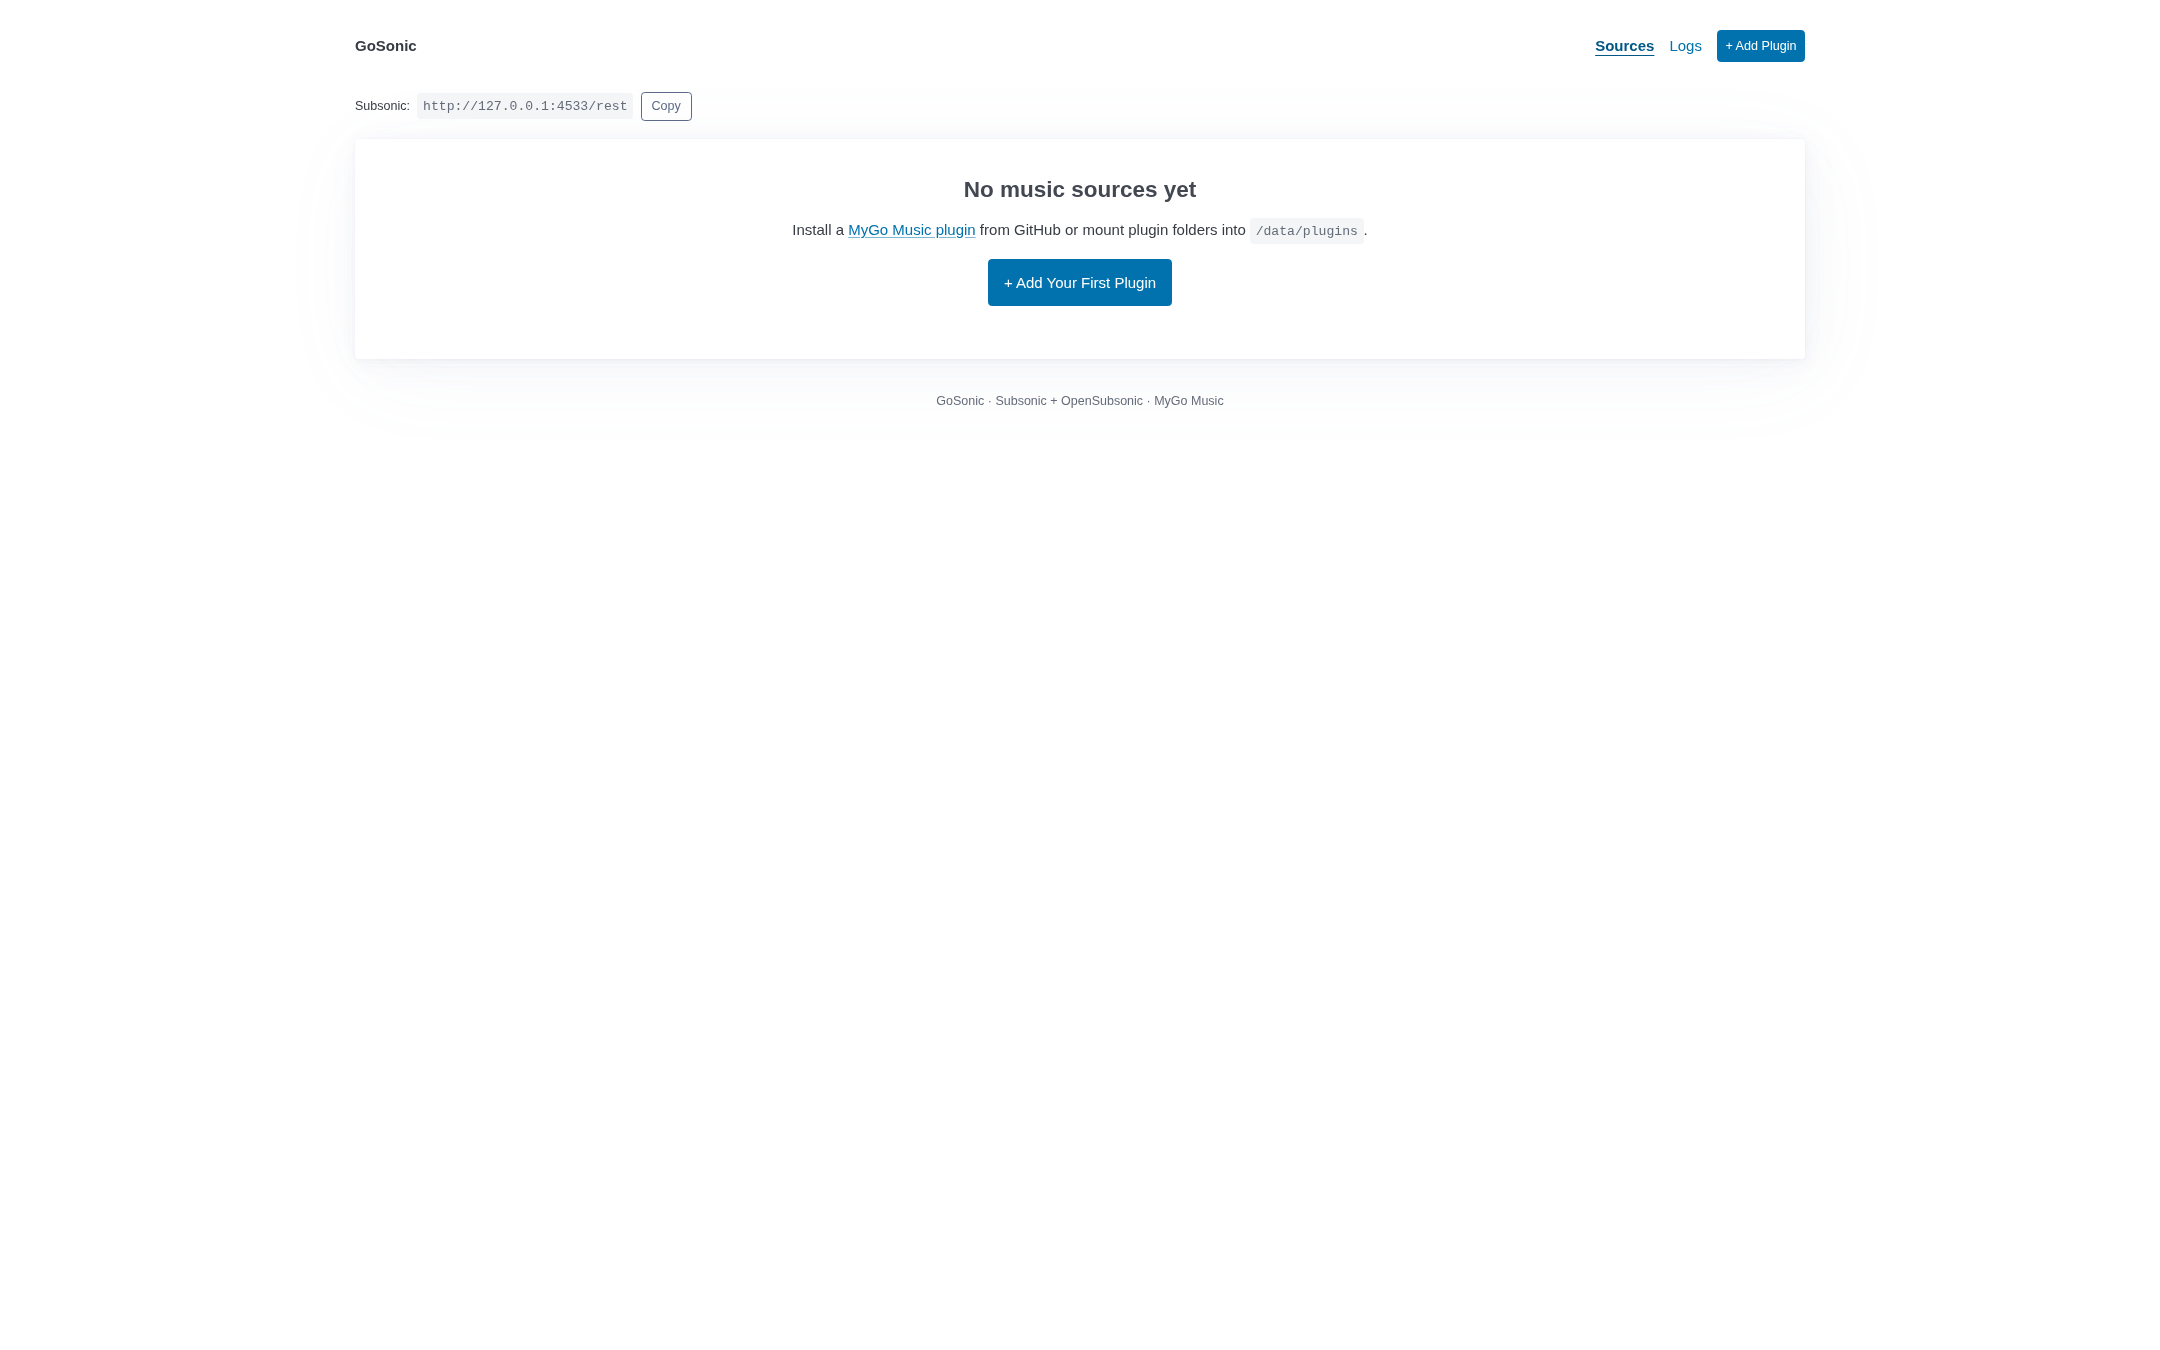 GoSonic Sources Logs + Add Plugin
Subsonic: http://127.0.0.1:4533/rest Copy
No music sources yet
Install a MyGo Music plugin from GitHub or mount plugin folders into /data/plugins.
+ Add Your First Plugin
GoSonic · Subsonic + OpenSubsonic · MyGo Music